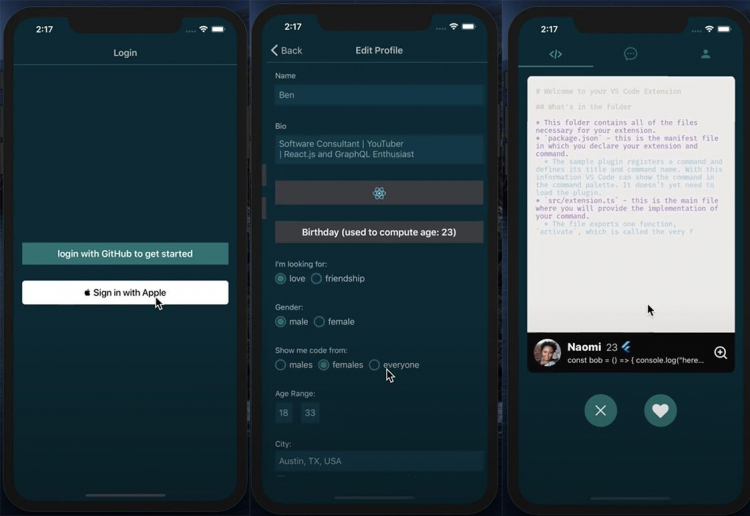 2:17
Login
login with GitHub to get started
Sign in with Apple
2:17
Back
Edit Profile
Name
Ben
Bio
Software Consultant | YouTuber
| React.js and GraphQL Enthusiast
Birthday (used to compute age: 23)
I'm looking for:
love
friendship
Gender:
male
female
Show me code from:
males
females
everyone
Age Range:
18
33
City:
Austin, TX, USA
2:17
</>
# Welcome to your VS Code Extension
## What's in the folder
* This folder contains all of the files
necessary for your extension.
* `package.json` - this is the manifest file
in which you declare your extension and
command.
* The sample plugin registers a command and
defines its title and command name. With this
information VS Code can show the command in
the command palette. It doesn't yet need to
load the plugin.
* `src/extension.ts` - this is the main file
where you will provide the implementation of
your command.
* The file exports one function,
`activate`, which is called the very f
Naomi 23
const bob = () => { console.log("here...